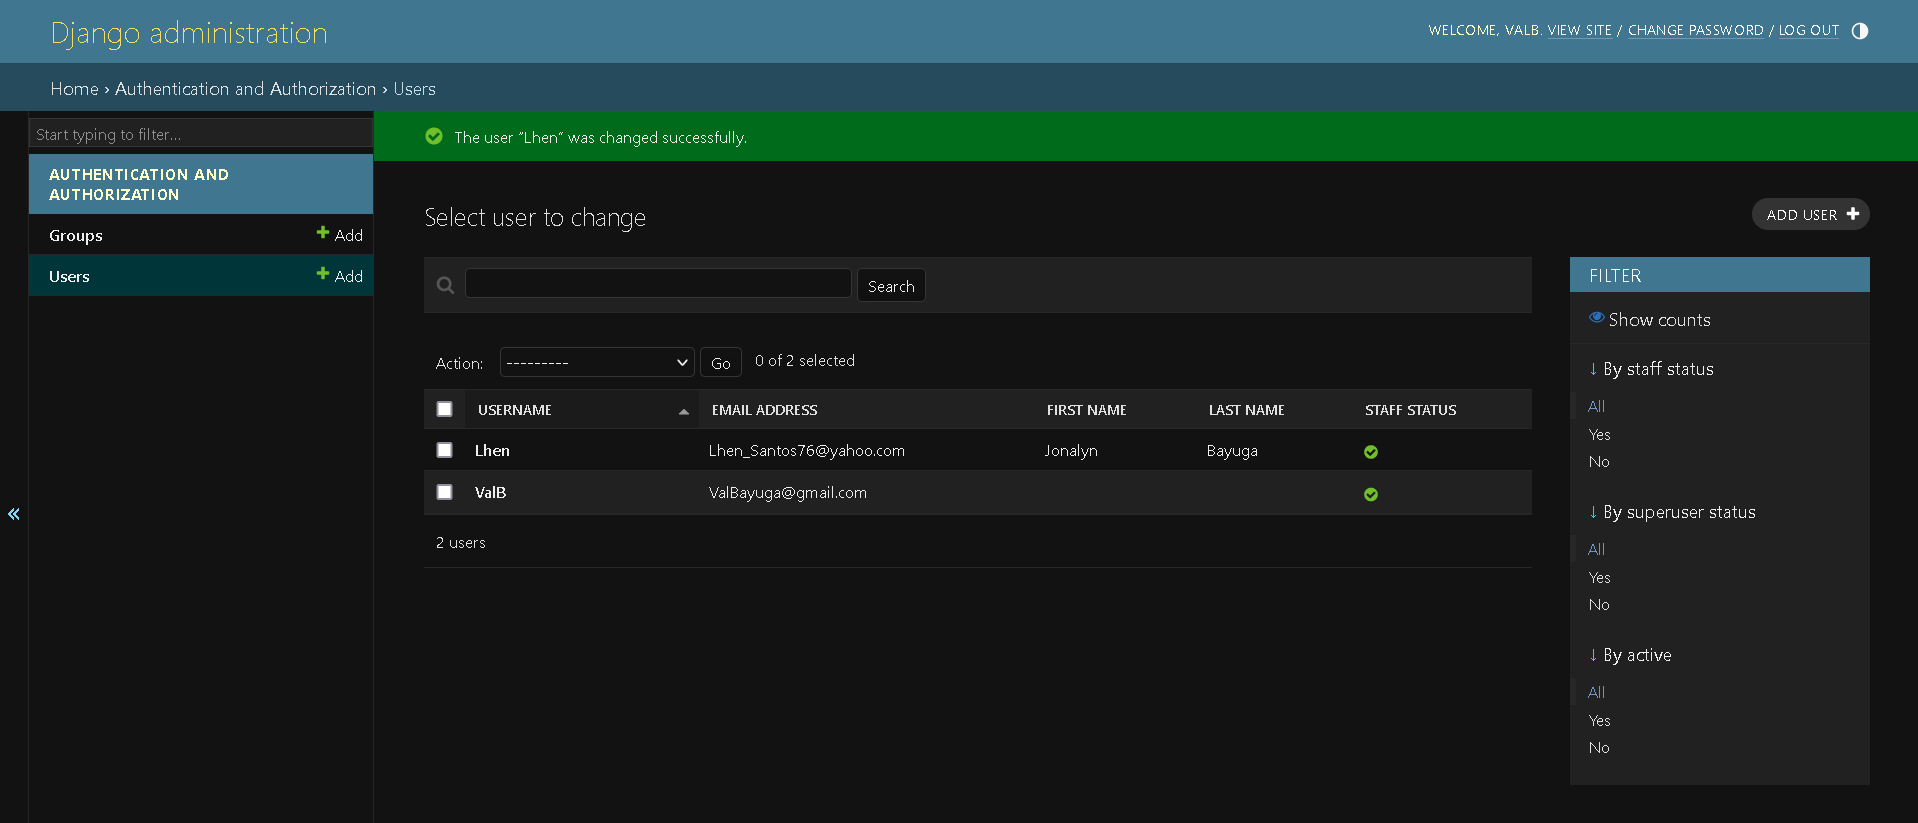 Django administration
WELCOME, VALB. VIEW SITE / CHANGE PASSWORD / LOG OUT
Home › Authentication and Authorization › Users
Start typing to filter...
AUTHENTICATION AND
AUTHORIZATION
Groups + Add
Users + Add
«
The user “Lhen” was changed successfully.
Select user to change
ADD USER +
Search
Action: --------- Go 0 of 2 selected
USERNAME EMAIL ADDRESS FIRST NAME LAST NAME STAFF STATUS
Lhen Lhen_Santos76@yahoo.com Jonalyn Bayuga
ValB ValBayuga@gmail.com
2 users
FILTER
Show counts
↓ By staff status
All
Yes
No
↓ By superuser status
All
Yes
No
↓ By active
All
Yes
No